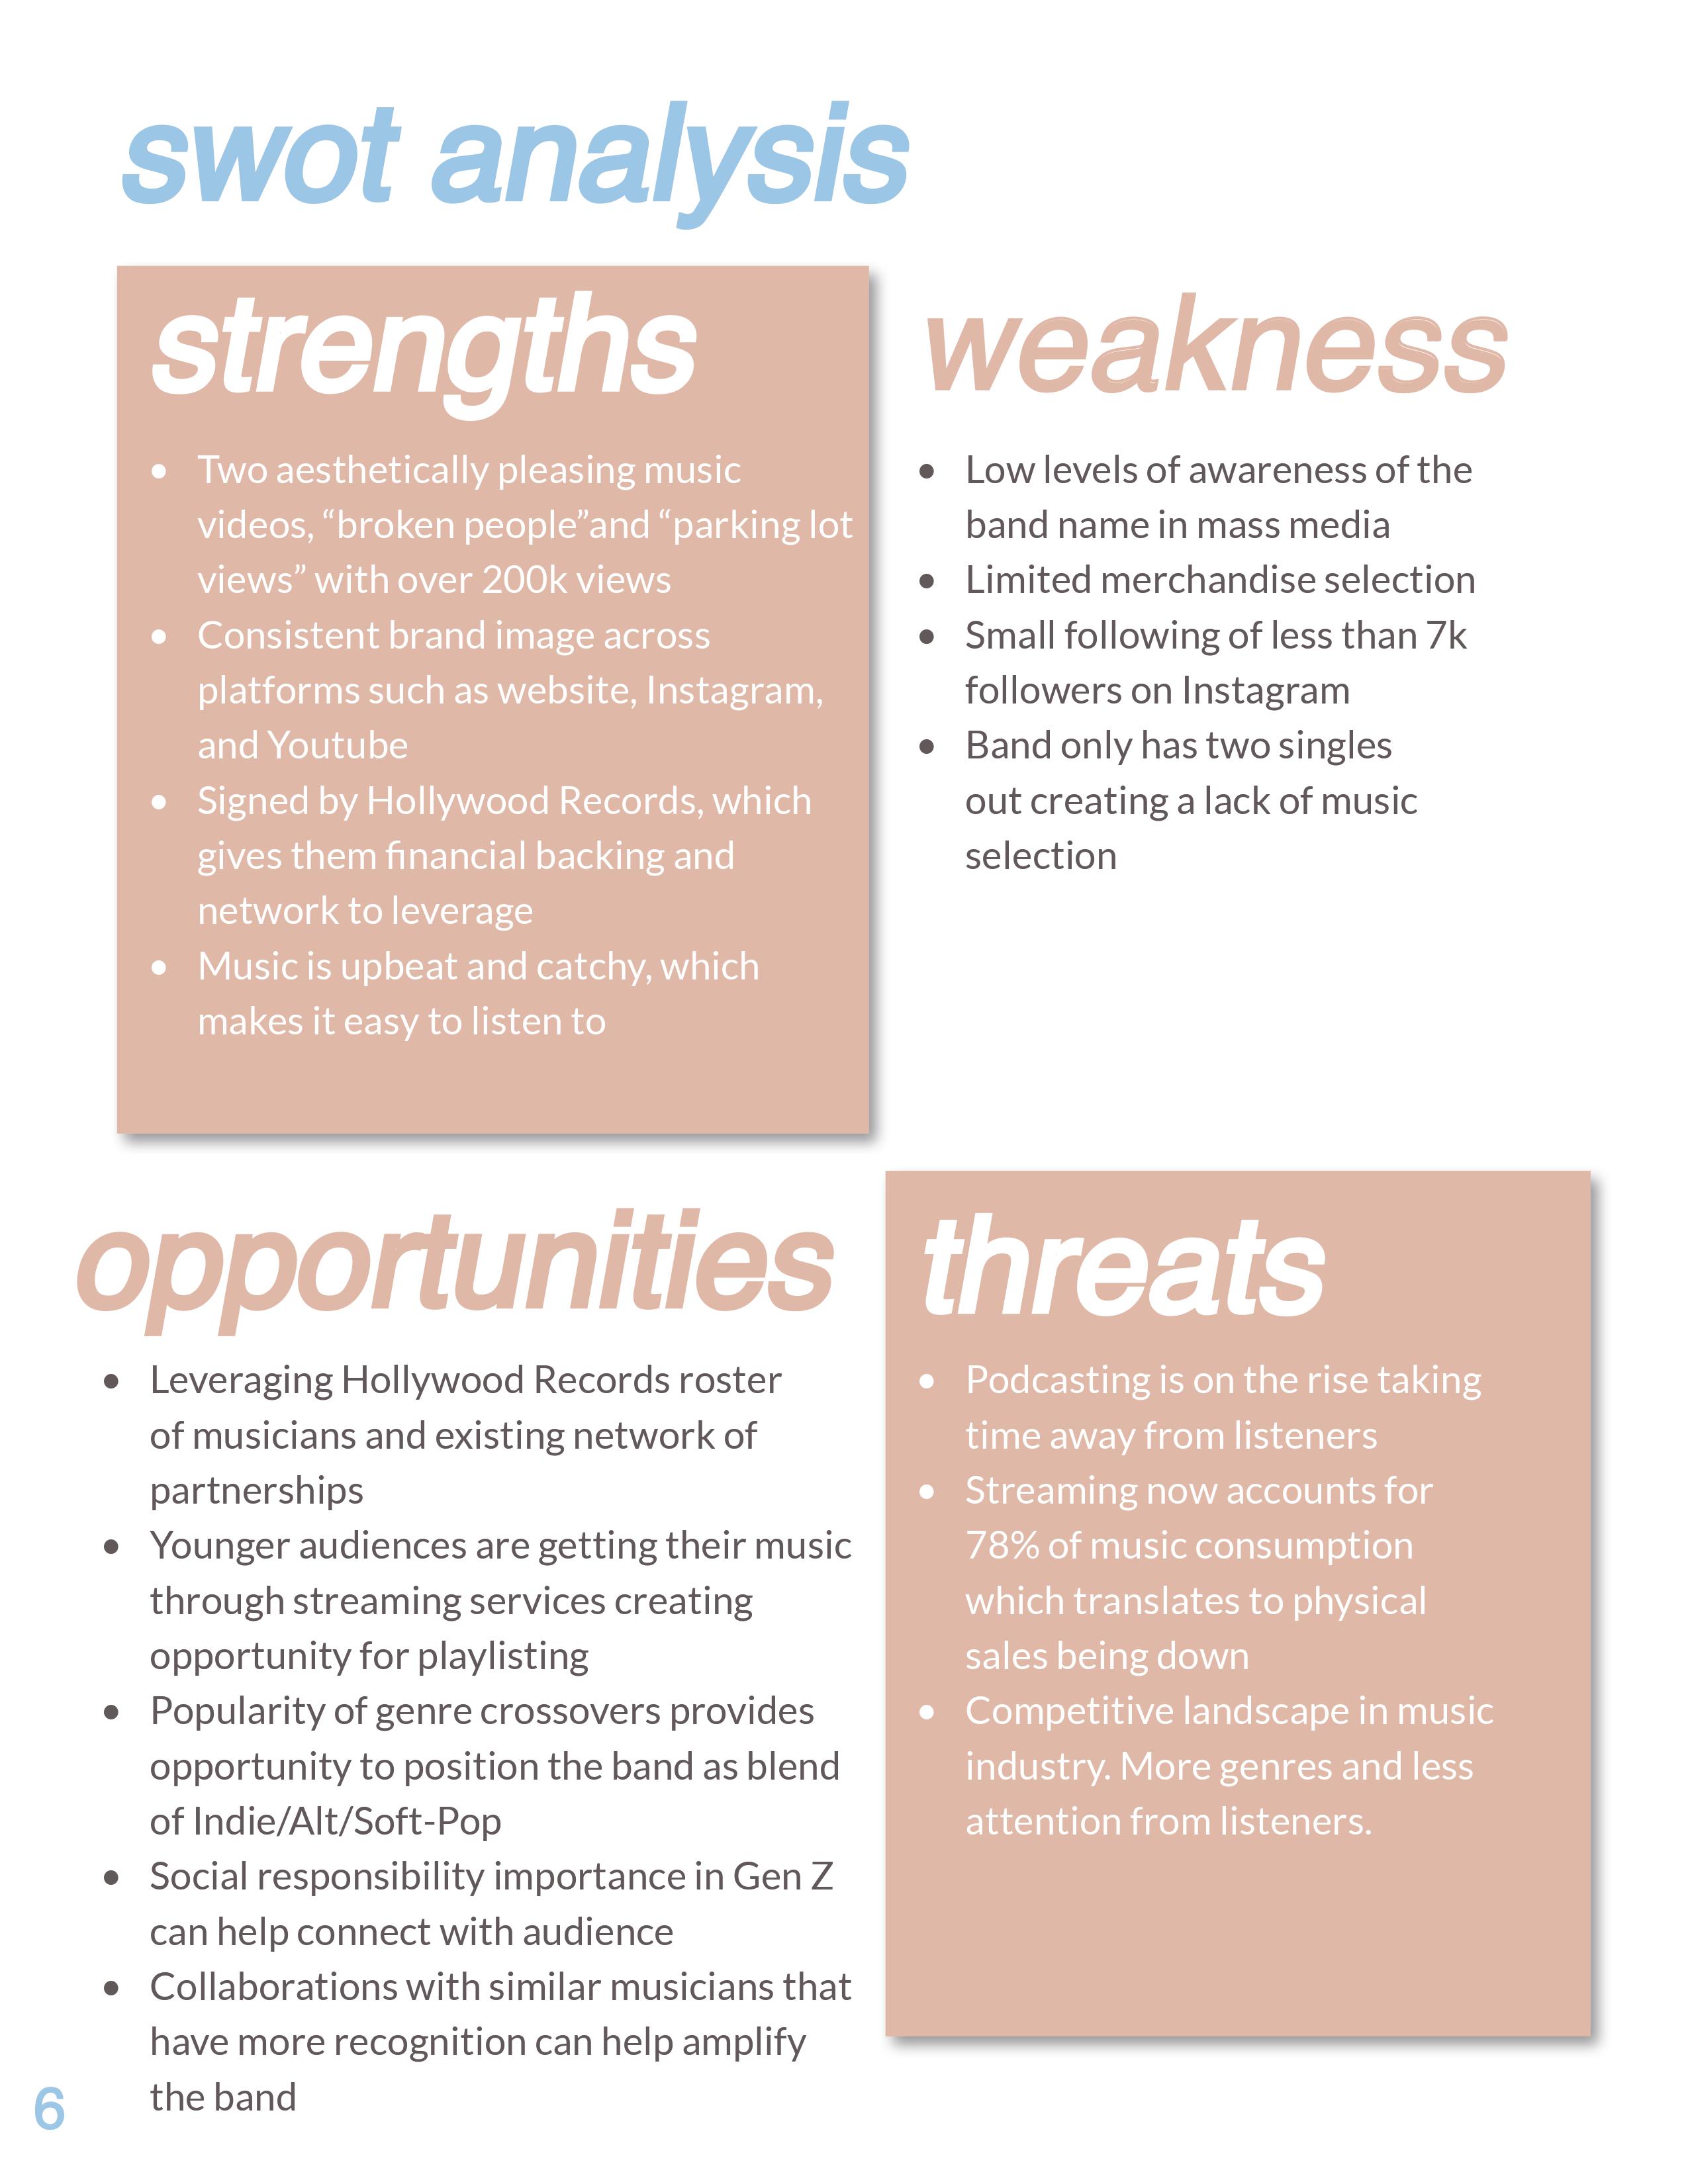 swot analysis
strengths
• Two aesthetically pleasing music
videos, “broken people”and “parking lot
views” with over 200k views
• Consistent brand image across
platforms such as website, Instagram,
and Youtube
• Signed by Hollywood Records, which
gives them financial backing and
network to leverage
• Music is upbeat and catchy, which
makes it easy to listen to
weakness
• Low levels of awareness of the
band name in mass media
• Limited merchandise selection
• Small following of less than 7k
followers on Instagram
• Band only has two singles
out creating a lack of music
selection
opportunities
• Leveraging Hollywood Records roster
of musicians and existing network of
partnerships
• Younger audiences are getting their music
through streaming services creating
opportunity for playlisting
• Popularity of genre crossovers provides
opportunity to position the band as blend
of Indie/Alt/Soft-Pop
• Social responsibility importance in Gen Z
can help connect with audience
• Collaborations with similar musicians that
have more recognition can help amplify
the band
threats
• Podcasting is on the rise taking
time away from listeners
• Streaming now accounts for
78% of music consumption
which translates to physical
sales being down
• Competitive landscape in music
industry. More genres and less
attention from listeners.
6